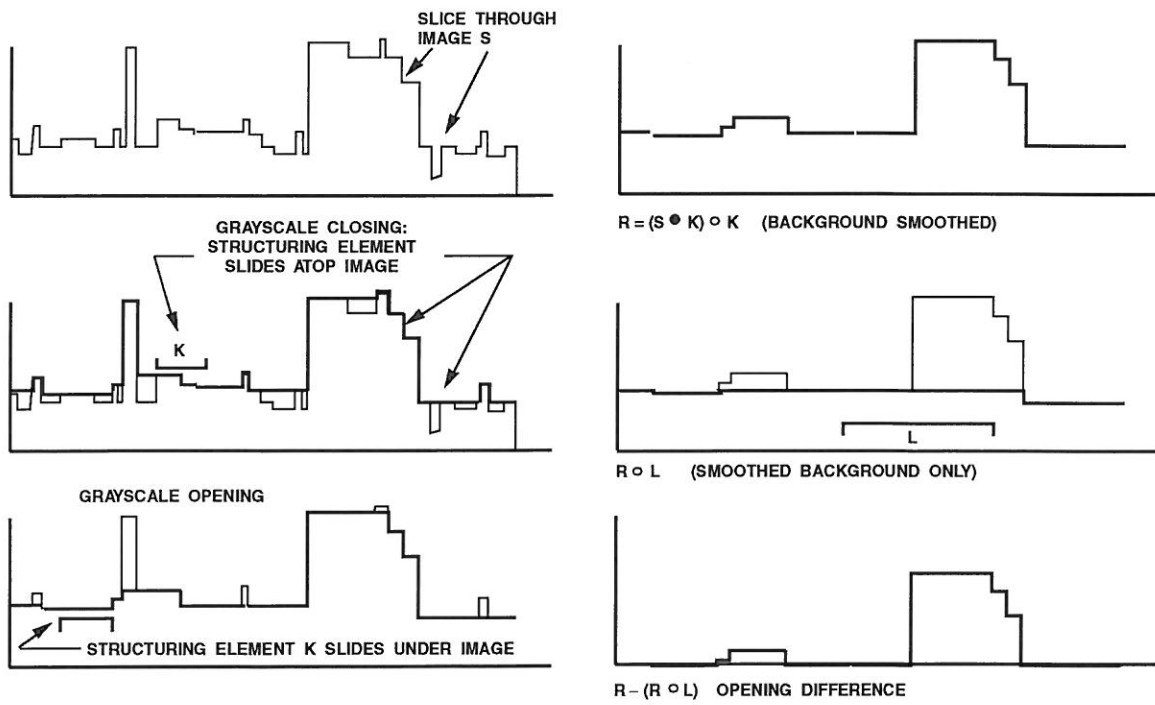 SLICE THROUGH
IMAGE S
GRAYSCALE CLOSING:
STRUCTURING ELEMENT
SLIDES ATOP IMAGE
K
GRAYSCALE OPENING
STRUCTURING ELEMENT K SLIDES UNDER IMAGE
R = (S ● K) ○ K (BACKGROUND SMOOTHED)
L
R ○ L (SMOOTHED BACKGROUND ONLY)
R – (R ○ L) OPENING DIFFERENCE